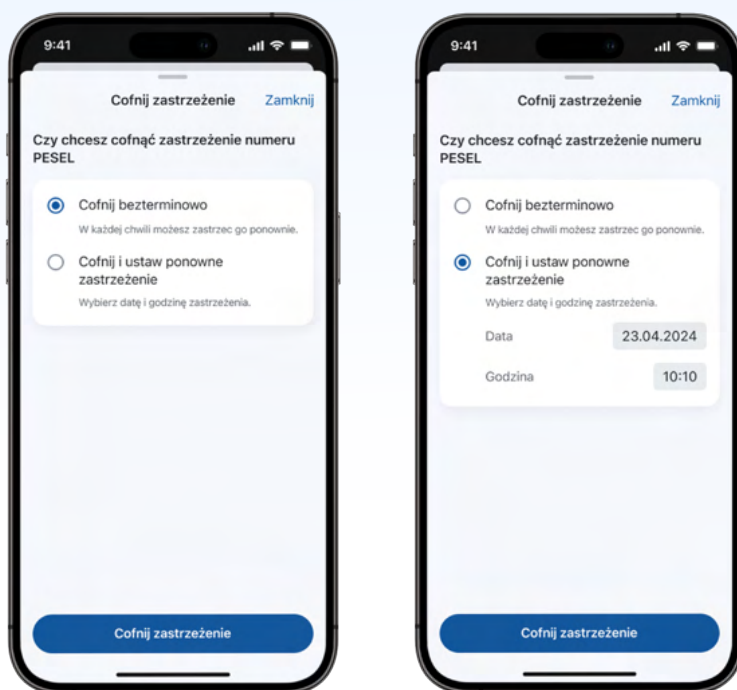 9:41
Cofnij zastrzeżenie
Zamknij
Czy chcesz cofnąć zastrzeżenie numeru
PESEL
Cofnij bezterminowo
W każdej chwili możesz zastrzec go ponownie.
Cofnij i ustaw ponowne
zastrzeżenie
Wybierz datę i godzinę zastrzeżenia.
Cofnij zastrzeżenie
9:41
Cofnij zastrzeżenie
Zamknij
Czy chcesz cofnąć zastrzeżenie numeru
PESEL
Cofnij bezterminowo
W każdej chwili możesz zastrzec go ponownie.
Cofnij i ustaw ponowne
zastrzeżenie
Wybierz datę i godzinę zastrzeżenia.
Data 23.04.2024
Godzina 10:10
Cofnij zastrzeżenie